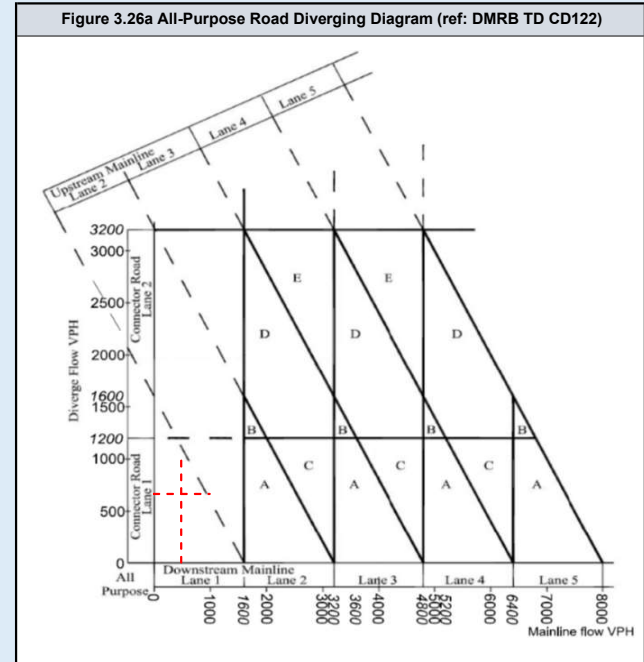 Figure 3.26a All-Purpose Road Diverging Diagram (ref: DMRB TD CD122)
Upstream Mainline
Lane 2
Lane 3
Lane 4
Lane 5
Diverge Flow VPH
Connector Road
Lane 2
Connector Road
Lane 1
3200
3000
2500
2000
1600
1500
1200
1000
500
0
E
E
D
D
D
B
B
B
B
C
C
C
A
A
A
A
All
Purpose
Downstream Mainline
Lane 1
Lane 2
Lane 3
Lane 4
Lane 5
0
1000
1600
2000
3000
3200
3600
4000
4800
5000
5200
6000
6400
7000
8000
Mainline flow VPH